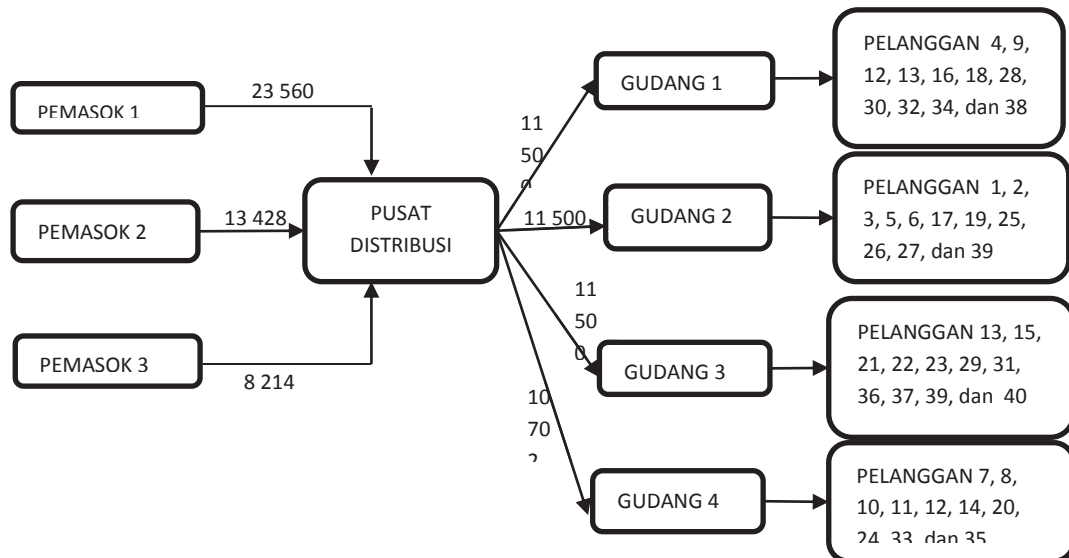 PEMASOK 1
23 560
PEMASOK 2
13 428
PEMASOK 3
8 214
PUSAT
DISTRIBUSI
11
50
11 500
11
50
0
10
70
GUDANG 1
GUDANG 2
GUDANG 3
GUDANG 4
PELANGGAN 4, 9,
12, 13, 16, 18, 28,
30, 32, 34, dan 38
PELANGGAN 1, 2,
3, 5, 6, 17, 19, 25,
26, 27, dan 39
PELANGGAN 13, 15,
21, 22, 23, 29, 31,
36, 37, 39, dan 40
PELANGGAN 7, 8,
10, 11, 12, 14, 20,
24, 33, dan 35